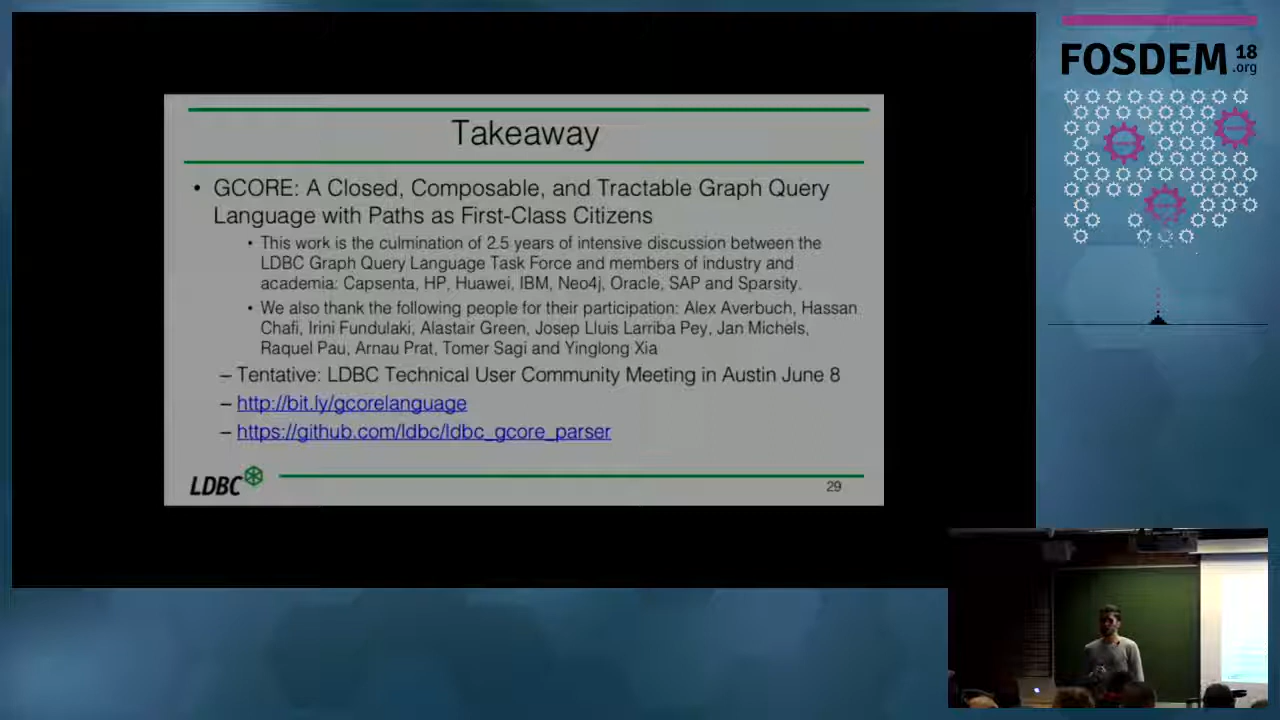 FOSDEM 18
.org
Takeaway
• GCORE: A Closed, Composable, and Tractable Graph Query
Language with Paths as First-Class Citizens
• This work is the culmination of 2.5 years of intensive discussion between the
LDBC Graph Query Language Task Force and members of industry and
academia: Capsenta, HP, Huawei, IBM, Neo4j, Oracle, SAP and Sparsity.
• We also thank the following people for their participation: Alex Averbuch, Hassan
Chafi, Irini Fundulaki, Alastair Green, Josep Lluis Larriba Pey, Jan Michels,
Raquel Pau, Arnau Prat, Tomer Sagi and Yinglong Xia
– Tentative: LDBC Technical User Community Meeting in Austin June 8
– http://bit.ly/gcorelanguage
– https://github.com/ldbc/ldbc_gcore_parser
LDBC
29